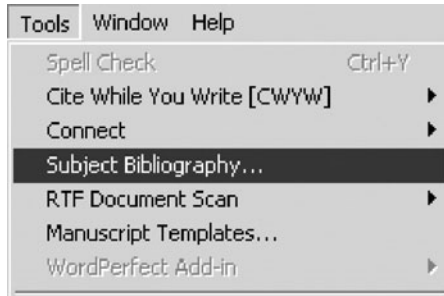 Tools Window Help
Spell Check Ctrl+Y
Cite While You Write [CWYW]
Connect
Subject Bibliography...
RTF Document Scan
Manuscript Templates...
WordPerfect Add-in